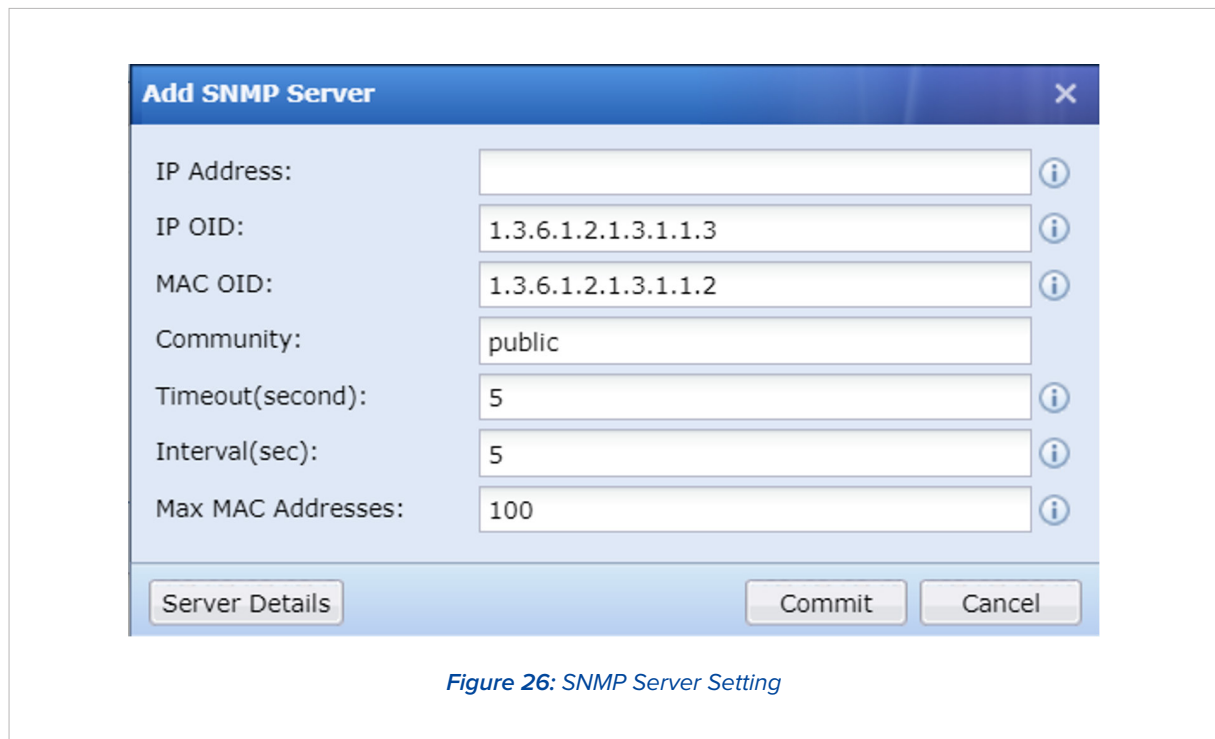 Add SNMP Server
IP Address:
IP OID: 1.3.6.1.2.1.3.1.1.3
MAC OID: 1.3.6.1.2.1.3.1.1.2
Community: public
Timeout(second): 5
Interval(sec): 5
Max MAC Addresses: 100
Server Details Commit Cancel
Figure 26: SNMP Server Setting